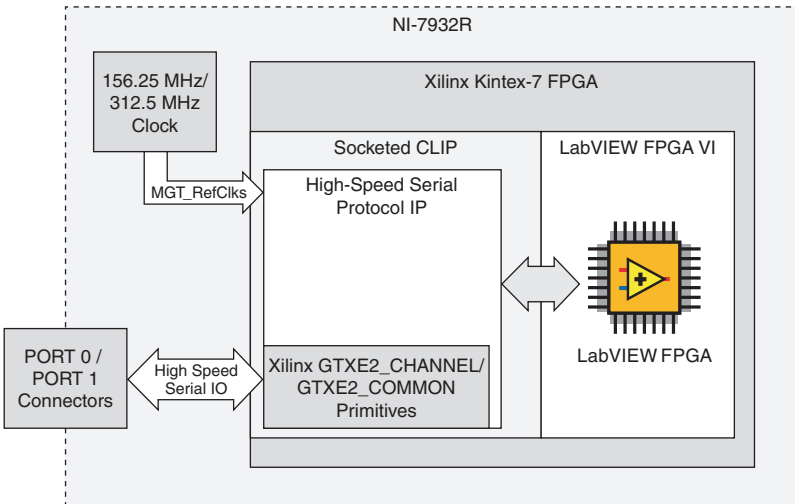 NI-7932R
156.25 MHz/
312.5 MHz
Clock
Xilinx Kintex-7 FPGA
Socketed CLIP
LabVIEW FPGA VI
MGT_RefClks
High-Speed Serial
Protocol IP
LabVIEW FPGA
PORT 0 /
PORT 1
Connectors
High Speed
Serial IO
Xilinx GTXE2_CHANNEL/
GTXE2_COMMON
Primitives